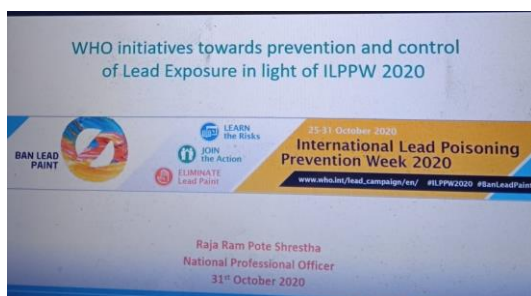 WHO initiatives towards prevention and control
of Lead Exposure in light of ILPPW 2020
BAN LEAD
PAINT
LEARN
the Risks
JOIN
the Action
ELIMINATE
Lead Paint
25-31 October 2020
International Lead Poisoning
Prevention Week 2020
www.who.int/lead_campaign/en/ #ILPPW2020 #BanLeadPaint
Raja Ram Pote Shrestha
National Professional Officer
31st October 2020